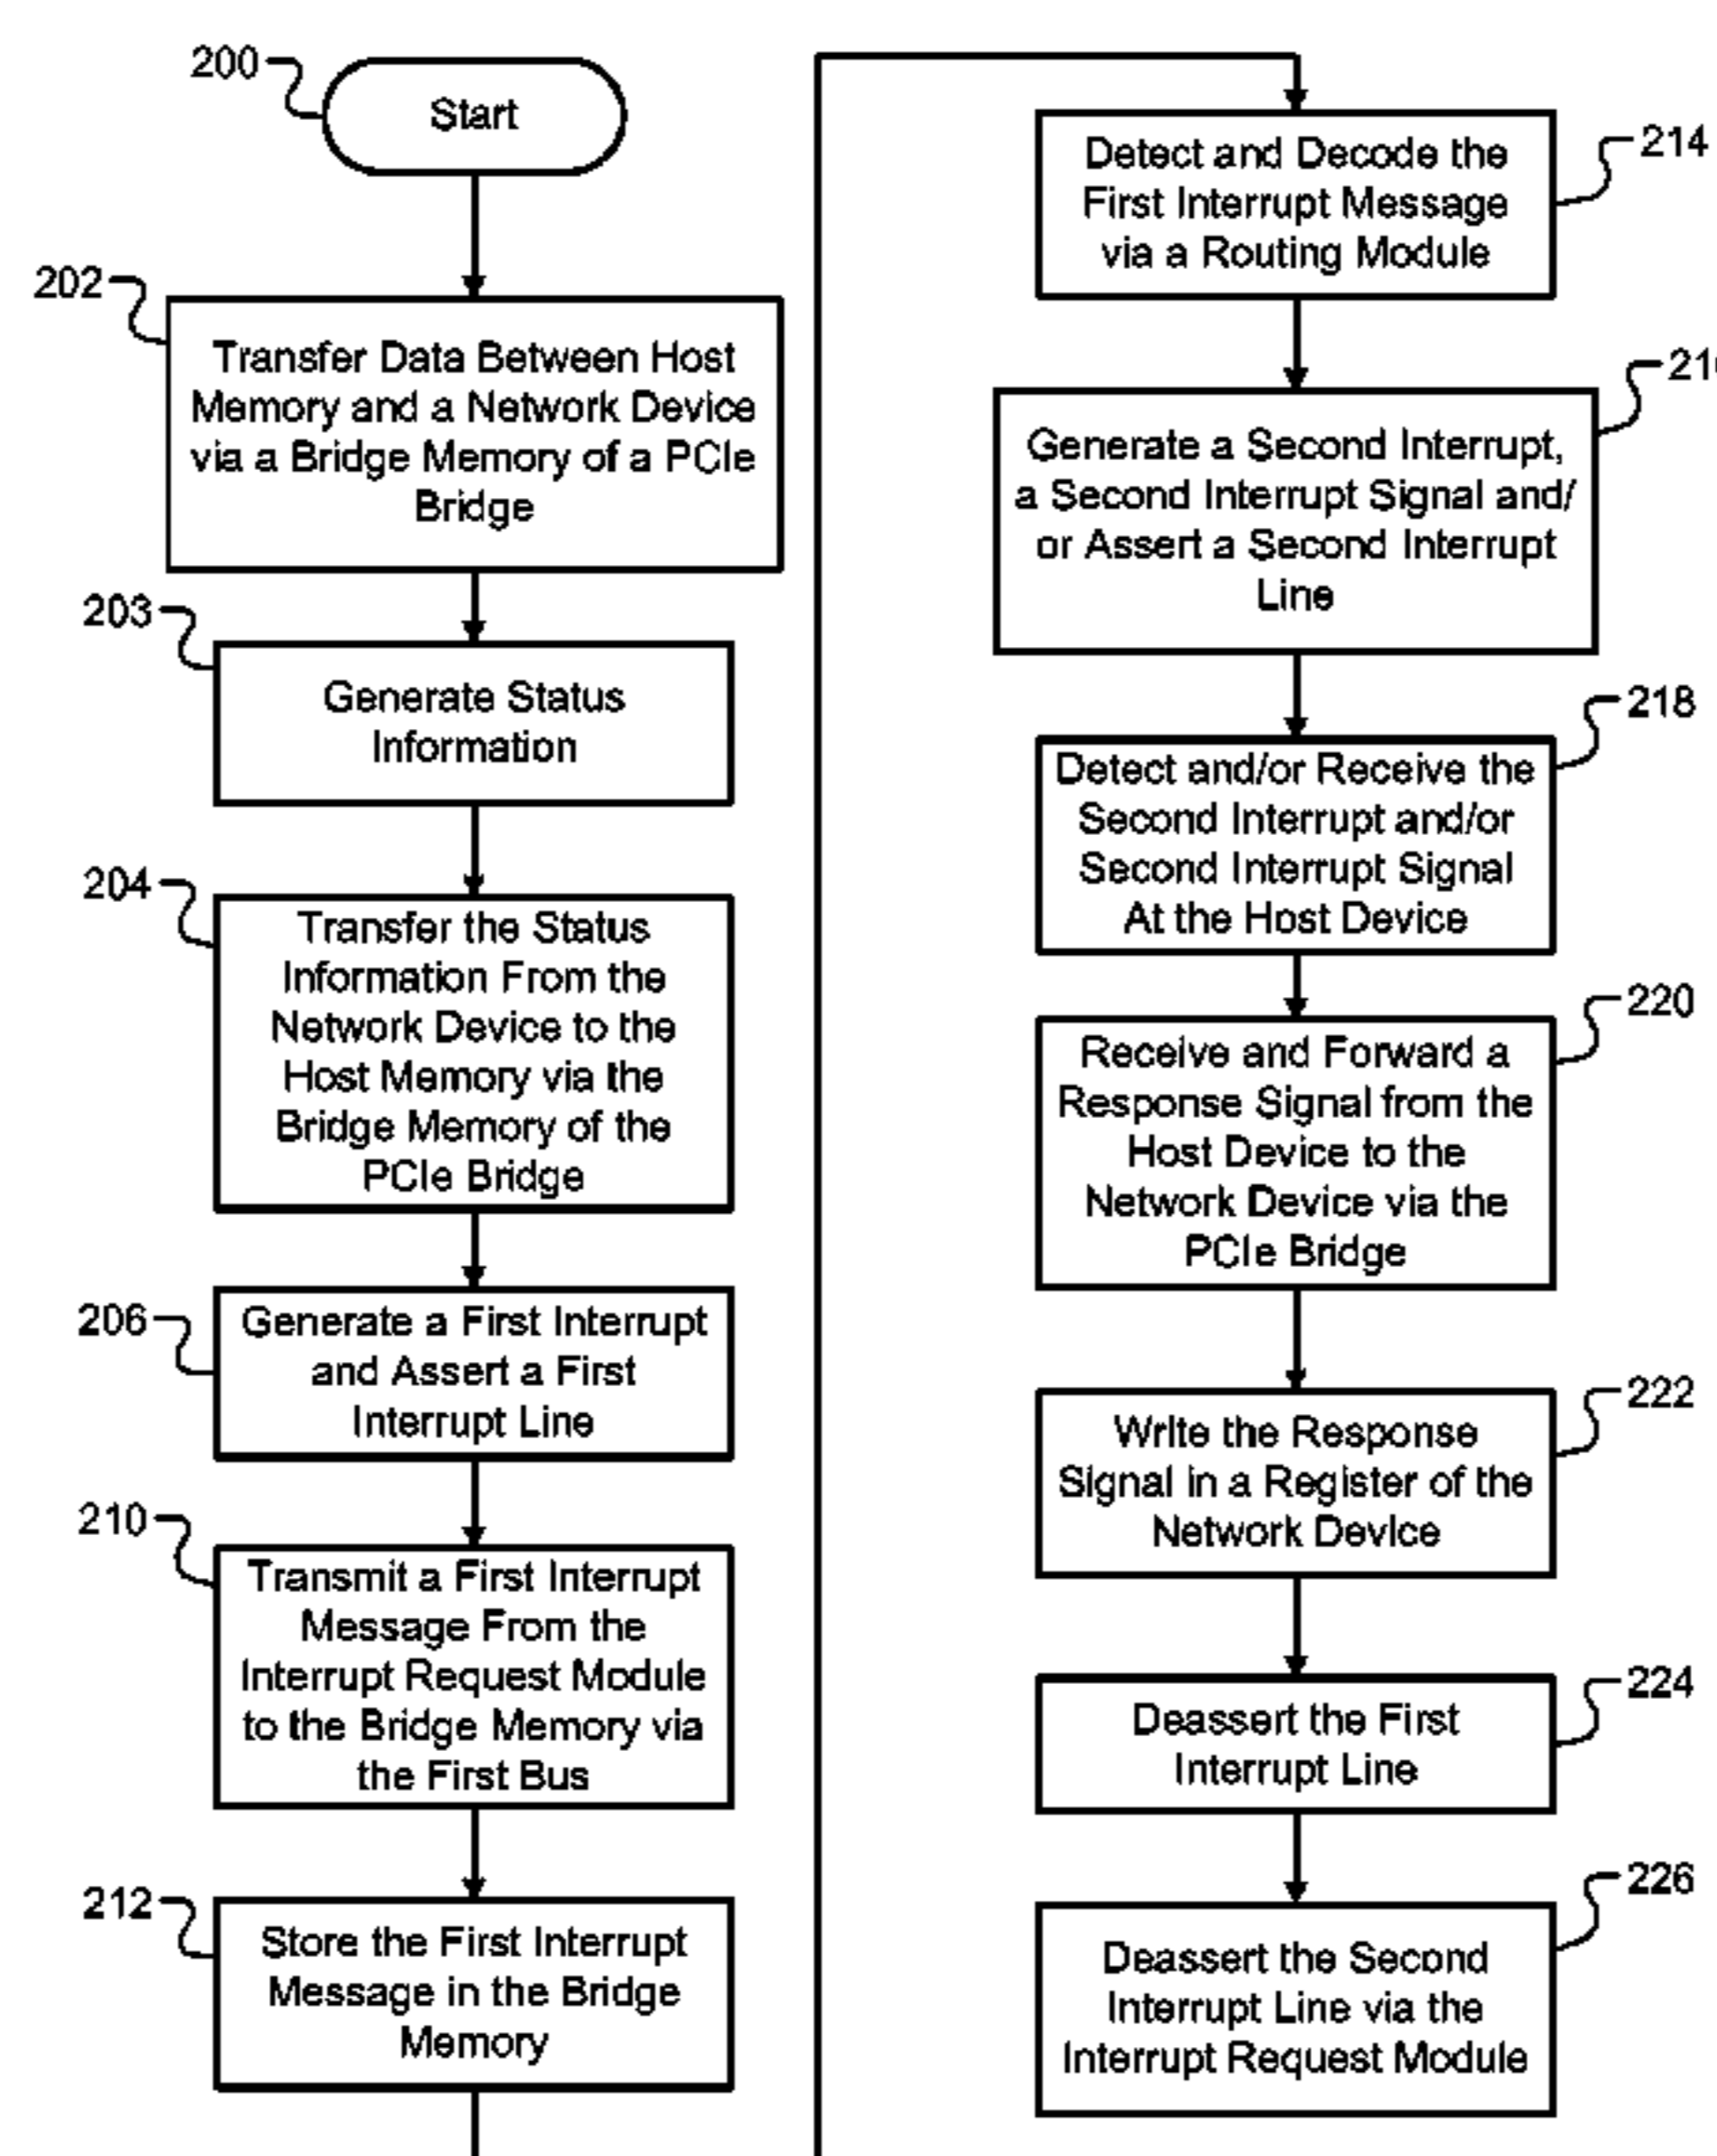 200
Start
202
Transfer Data Between Host
Memory and a Network Device
via a Bridge Memory of a PCIe
Bridge
203
Generate Status
Information
204
Transfer the Status
Information From the
Network Device to the
Host Memory via the
Bridge Memory of the
PCIe Bridge
206
Generate a First Interrupt
and Assert a First
Interrupt Line
210
Transmit a First Interrupt
Message From the
Interrupt Request Module
to the Bridge Memory via
the First Bus
212
Store the First Interrupt
Message in the Bridge
Memory
214
Detect and Decode the
First Interrupt Message
via a Routing Module
Generate a Second Interrupt,
a Second Interrupt Signal and/
or Assert a Second Interrupt
Line
218
Detect and/or Receive the
Second Interrupt and/or
Second Interrupt Signal
At the Host Device
220
Receive and Forward a
Response Signal from the
Host Device to the
Network Device via the
PCIe Bridge
222
Write the Response
Signal in a Register of the
Network Device
224
Deassert the First
Interrupt Line
226
Deassert the Second
Interrupt Line via the
Interrupt Request Module